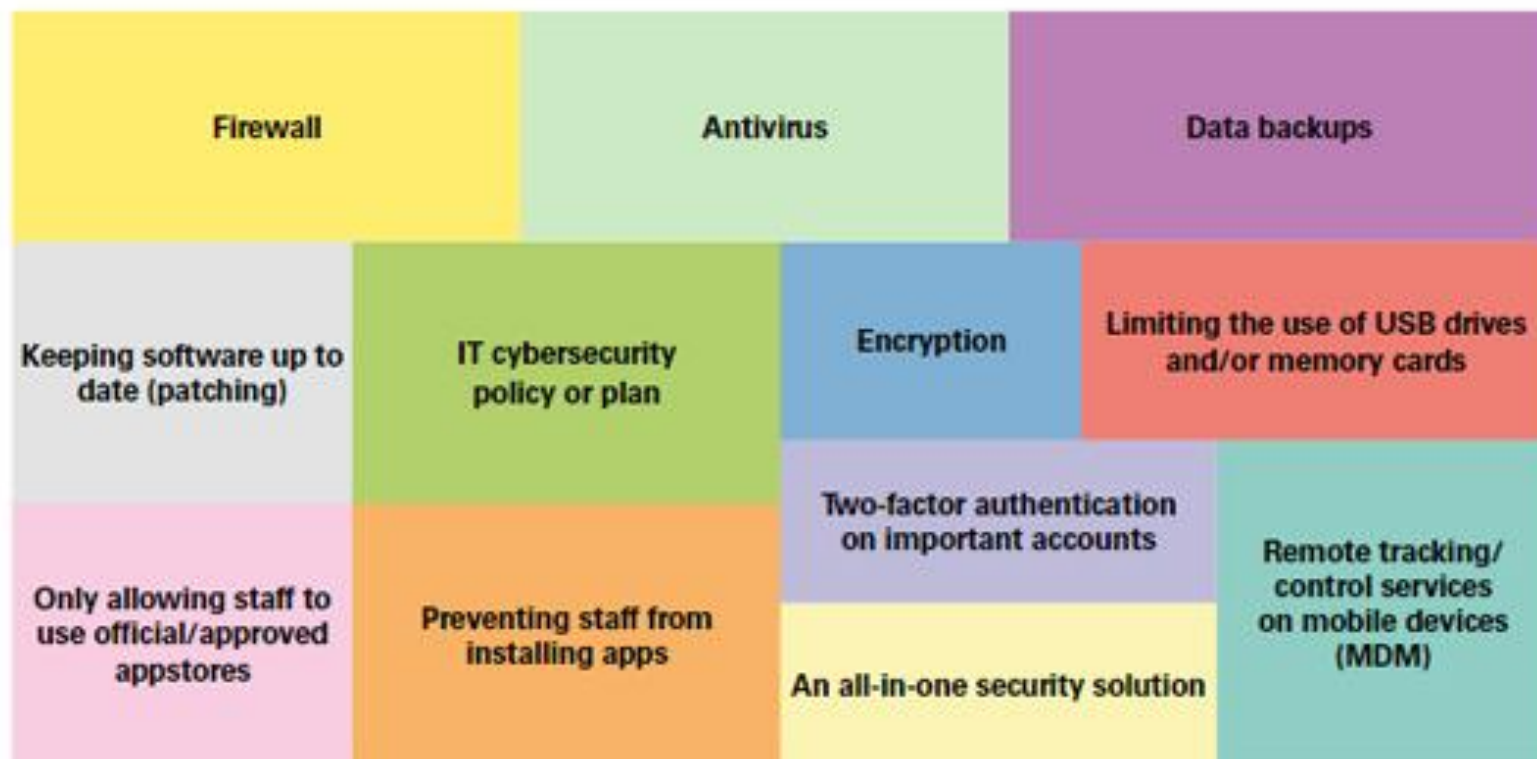 Firewall
Antivirus
Data backups
Keeping software up to
date (patching)
IT cybersecurity
policy or plan
Encryption
Limiting the use of USB drives
and/or memory cards
Two-factor authentication
on important accounts
Remote tracking/
control services
on mobile devices
(MDM)
Only allowing staff to
use official/approved
appstores
Preventing staff from
installing apps
An all-in-one security solution